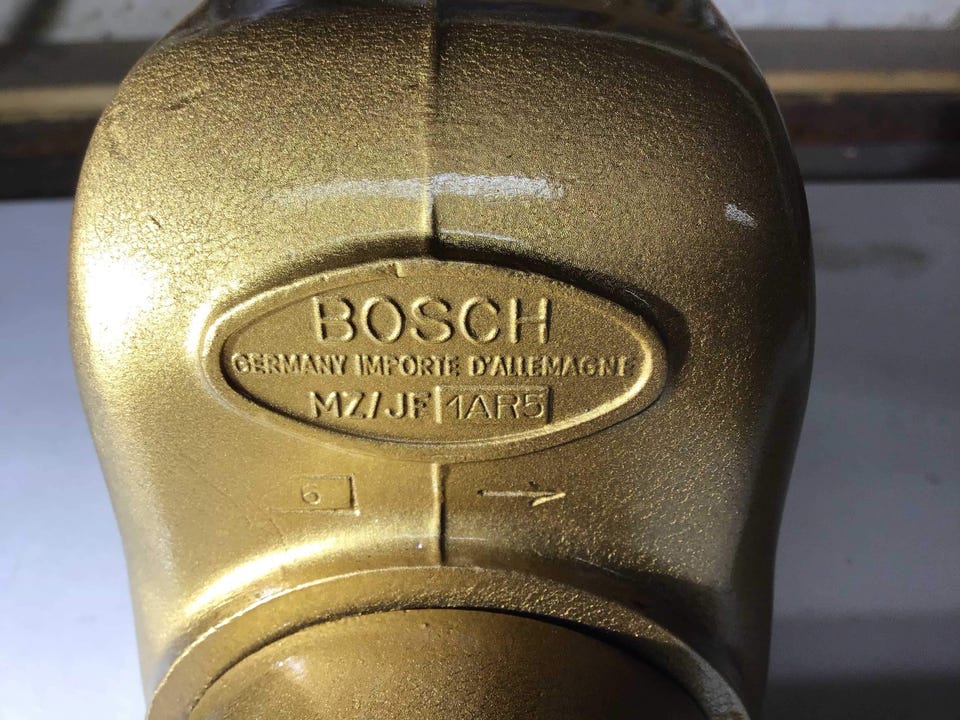 BOSCH
GERMANY IMPORTE D'ALLEMAGNE
MZ/JF 1AR5
6